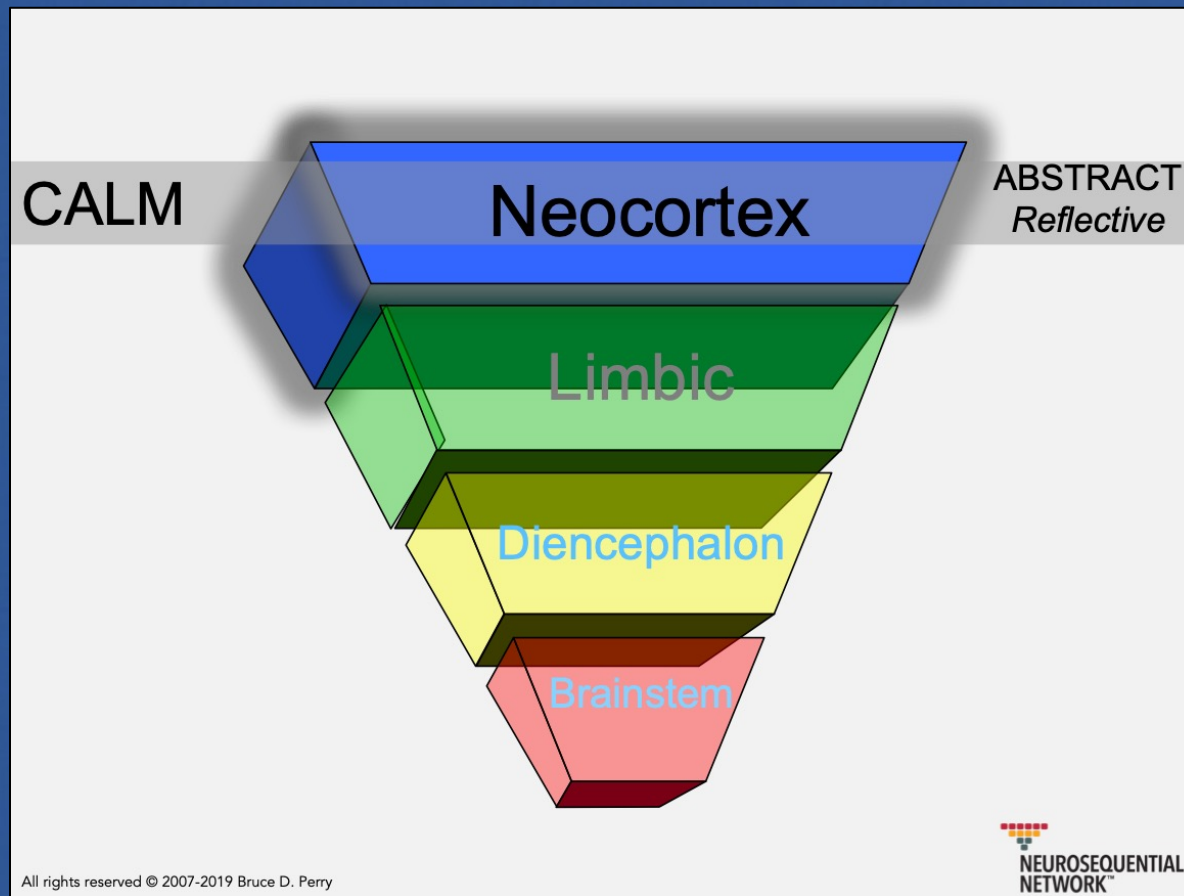 CALM
Neocortex
ABSTRACT
Reflective
Limbic
Diencephalon
Brainstem
All rights reserved © 2007-2019 Bruce D. Perry
NEUROSEQUENTIAL
NETWORK™